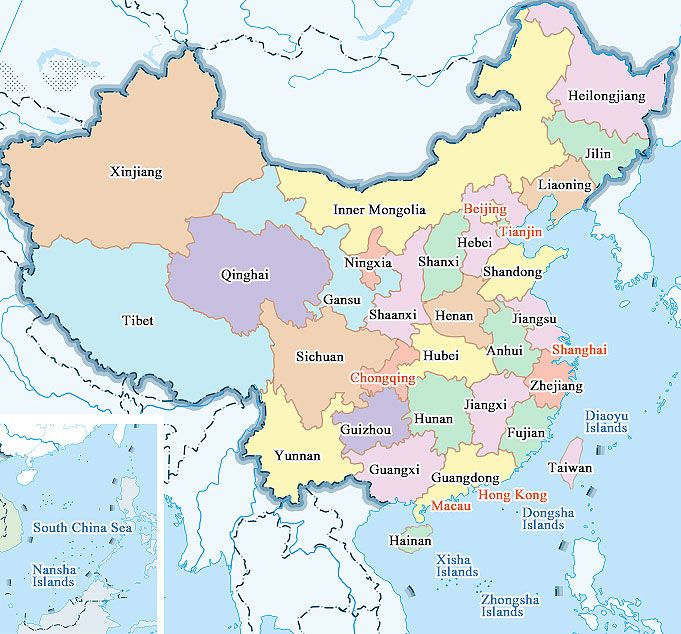 Heilongjiang
Jilin
Xinjiang
Liaoning
Inner Mongolia
Beijing
Tianjin
Hebei
Ningxia
Shanxi
Shandong
Qinghai
Gansu
Shaanxi
Henan
Jiangsu
Tibet
Sichuan
Hubei
Anhui
Shanghai
Chongqing
Zhejiang
Jiangxi
Hunan
Guizhou
Fujian
Diaoyu
Islands
Yunnan
Guangxi
Guangdong
Taiwan
Hong Kong
Macau
Dongsha
Islands
South China Sea
Hainan
Xisha
Islands
Nansha
Islands
Zhongsha
Islands